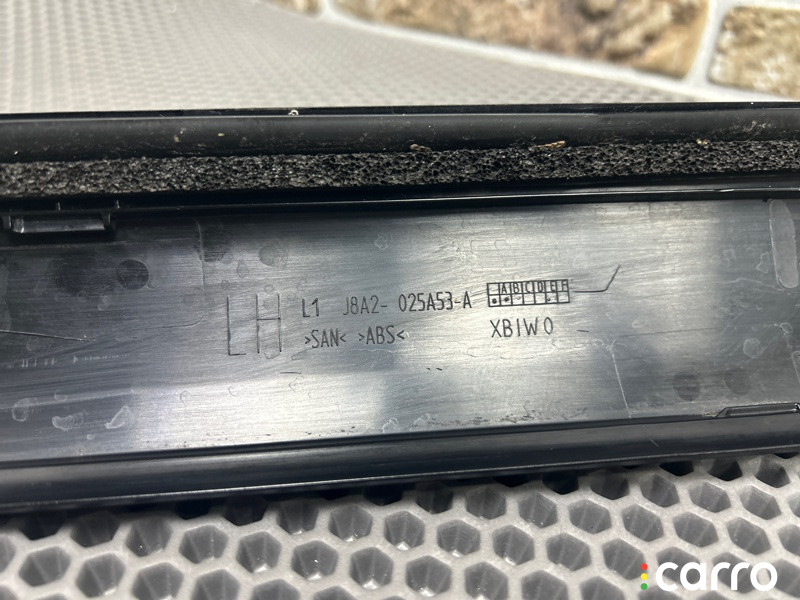 LH L1 J8A2- 025A53-A A B C D E F
>SAN< >ABS< XBIW0
carro